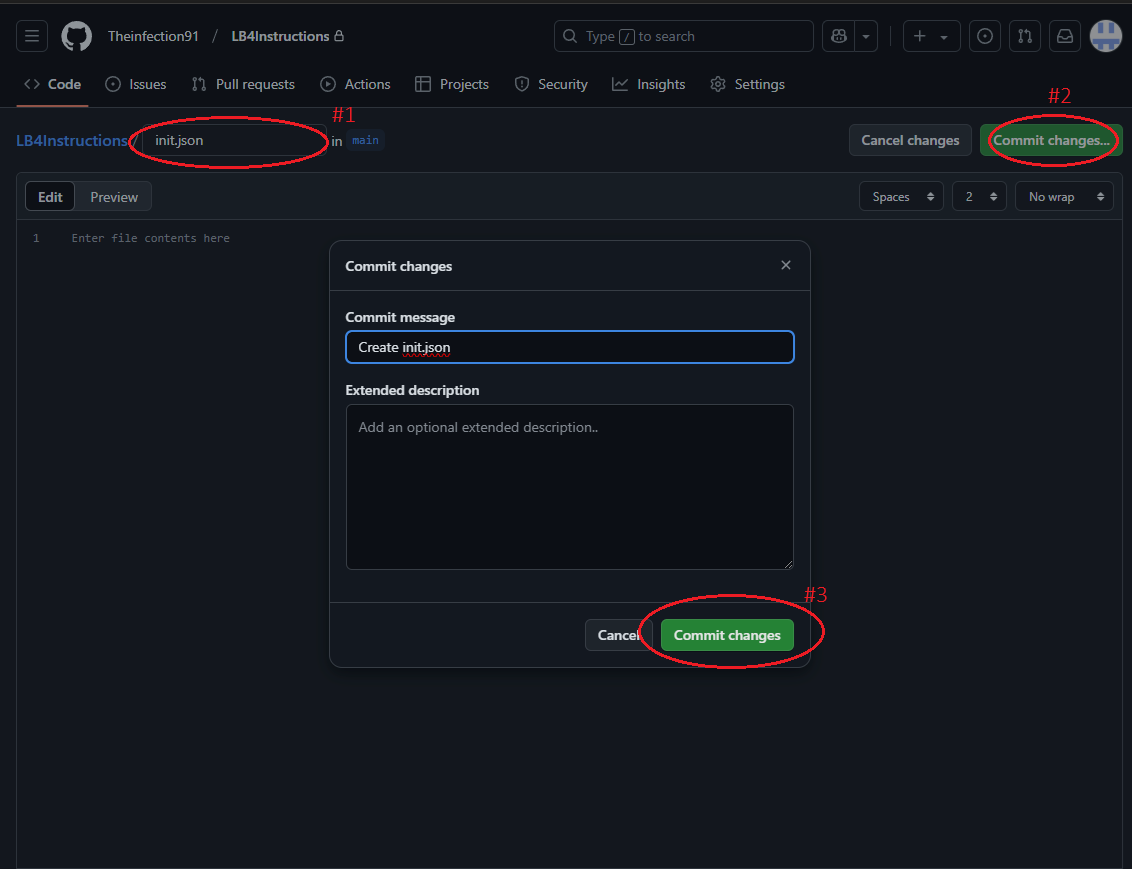 Theinfection91 / LB4Instructions
Type / to search
Code Issues Pull requests Actions Projects Security Insights Settings
#1
#2
LB4Instructions / init.json in main
Cancel changes Commit changes...
Edit Preview
Spaces 2 No wrap
1 Enter file contents here
Commit changes
Commit message
Create init.json
Extended description
Add an optional extended description..
#3
Cancel Commit changes